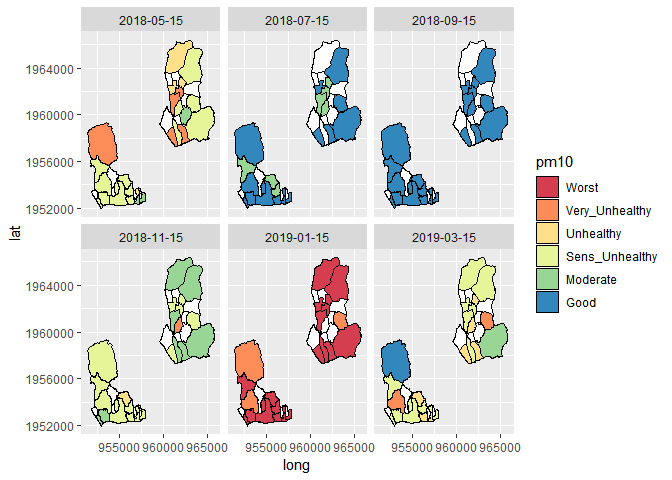 2018-05-15
2018-07-15
2018-09-15
1964000
1960000
1956000
1952000
2018-11-15
2019-01-15
2019-03-15
1964000
1960000
1956000
1952000
955000 960000 965000
955000 960000 965000
955000 960000 965000
long
lat
pm10
Worst
Very_Unhealthy
Unhealthy
Sens_Unhealthy
Moderate
Good